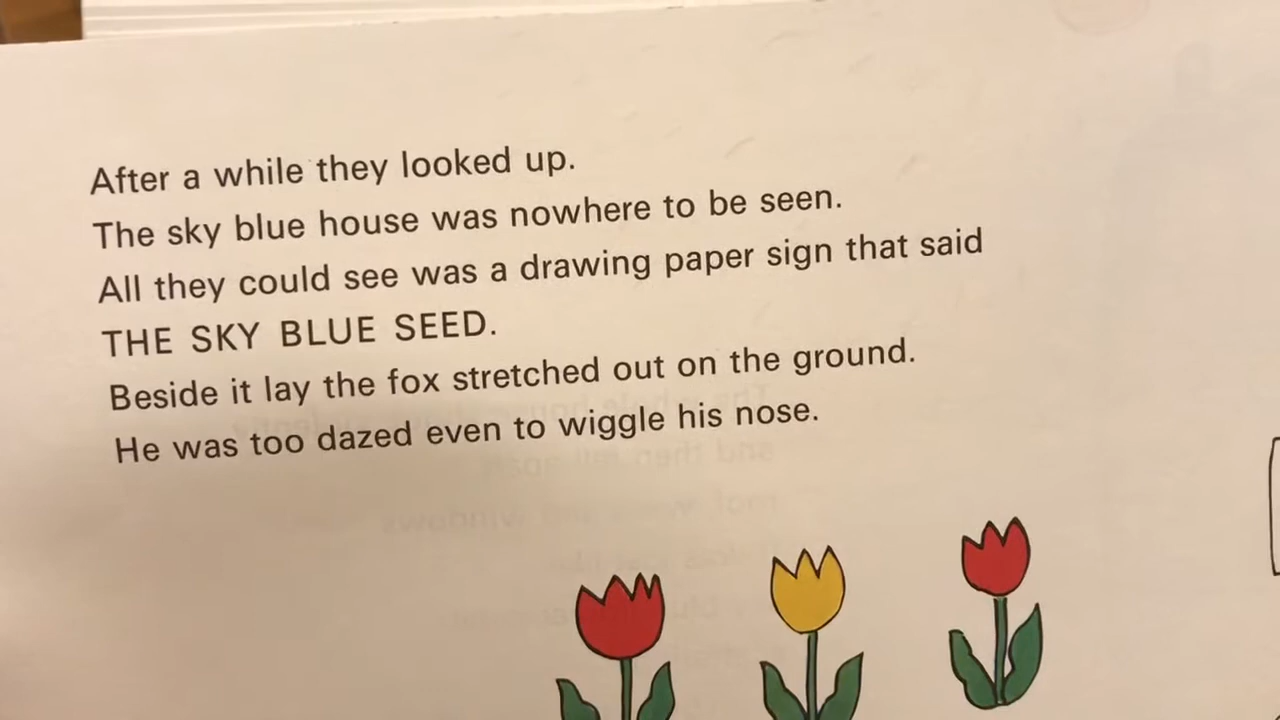 After a while they looked up.
The sky blue house was nowhere to be seen.
All they could see was a drawing paper sign that said
THE SKY BLUE SEED.
Beside it lay the fox stretched out on the ground.
He was too dazed even to wiggle his nose.